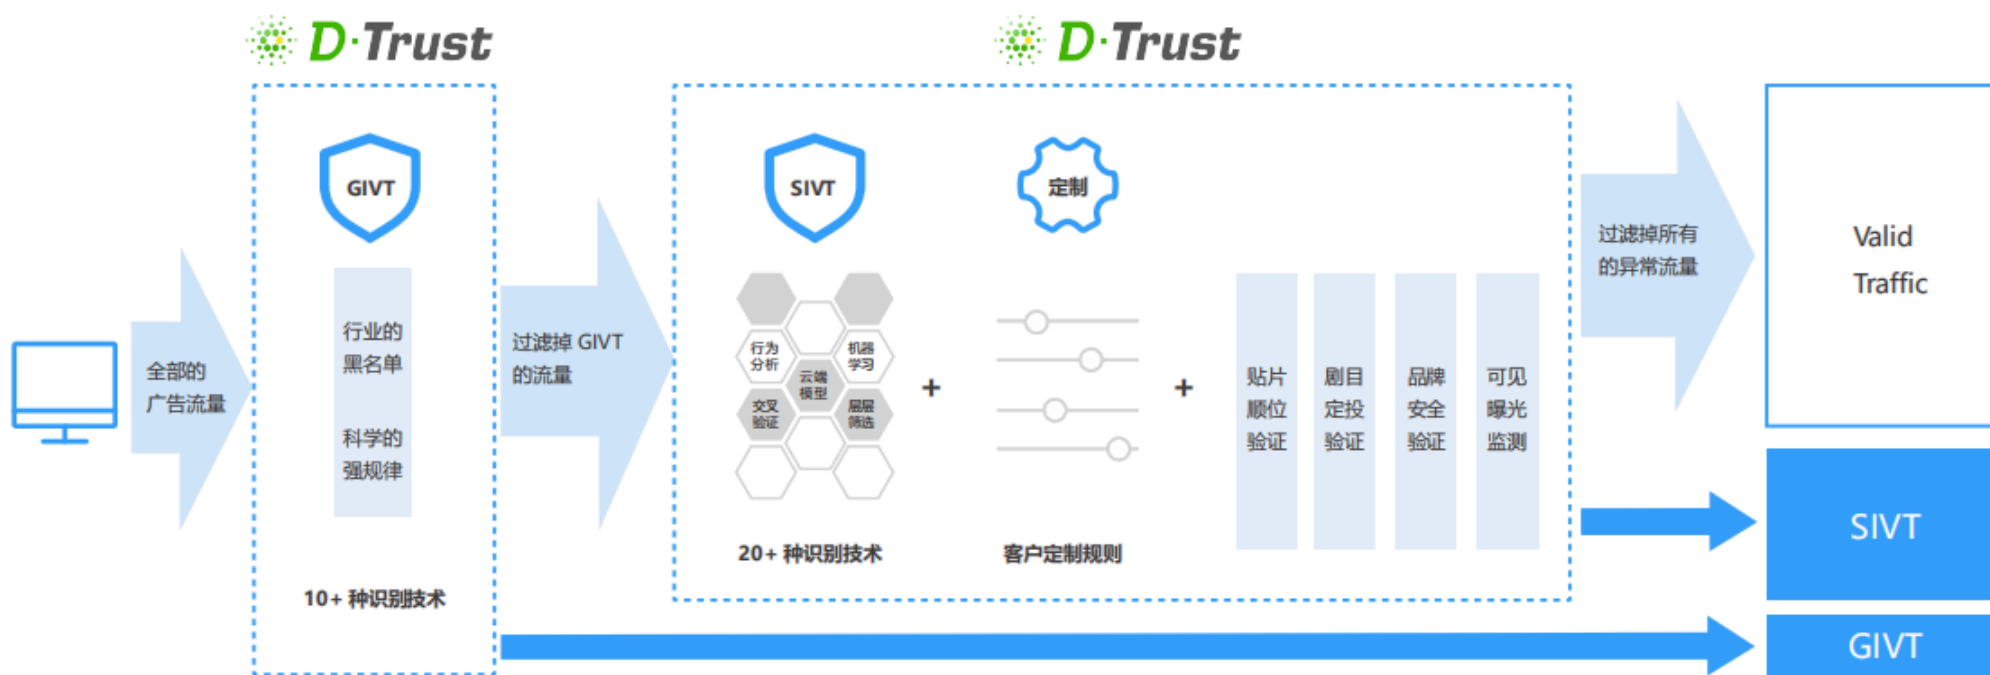 D·Trust
D·Trust
GIVT
SIVT
定制
全部的
广告流量
行业的
黑名单
科学的
强规律
10+ 种识别技术
过滤掉 GIVT
的流量
行为
分析
机器
学习
云端
模型
交叉
验证
层层
筛选
20+ 种识别技术
+
客户定制规则
+
贴片
顺位
验证
剧目
定投
验证
品牌
安全
验证
可见
曝光
监测
过滤掉所有
的异常流量
Valid
Traffic
SIVT
GIVT